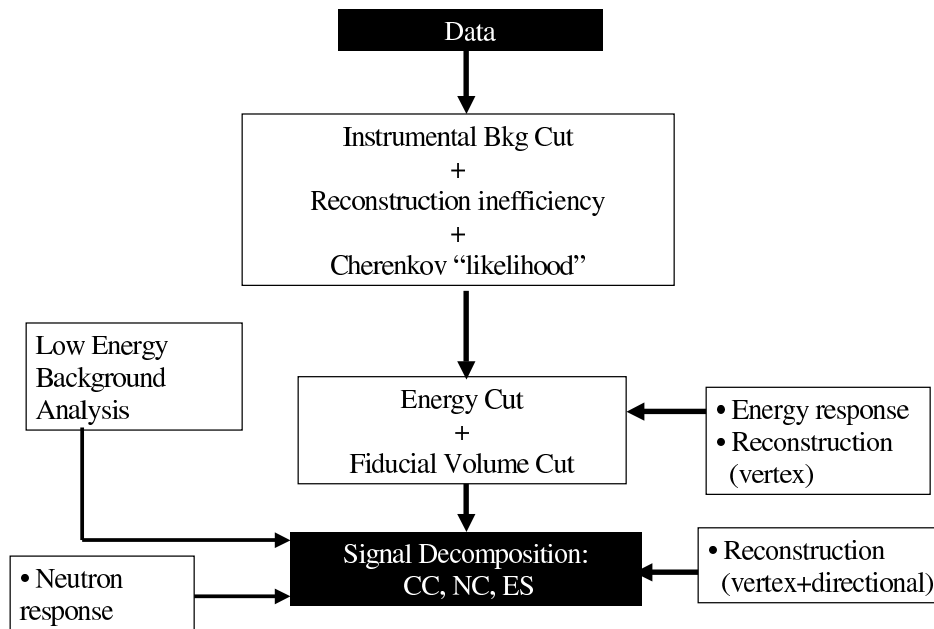 Data
Instrumental Bkg Cut
+
Reconstruction inefficiency
+
Cherenkov “likelihood”
Low Energy
Background
Analysis
Energy Cut
+
Fiducial Volume Cut
• Energy response
• Reconstruction
(vertex)
Signal Decomposition:
CC, NC, ES
• Reconstruction
(vertex+directional)
• Neutron
response